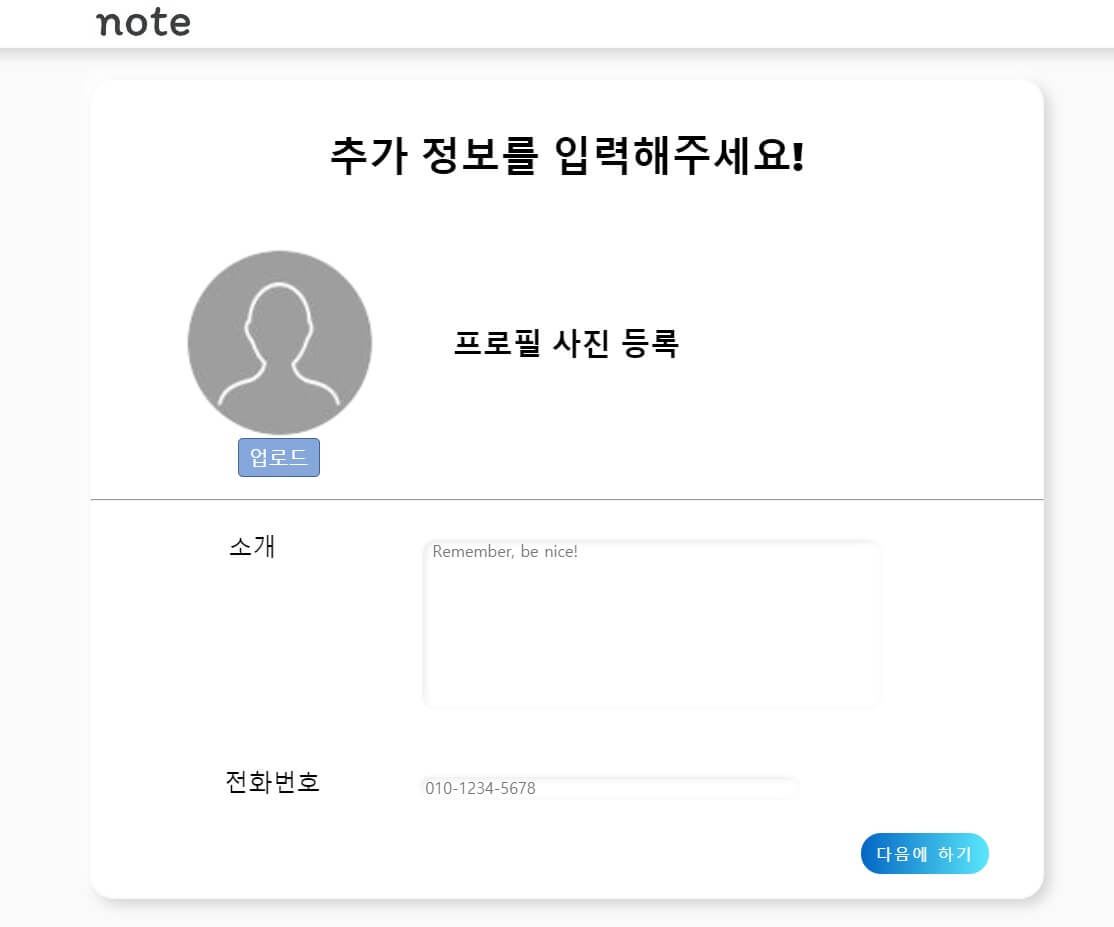 note
추가 정보를 입력해주세요!
프로필 사진 등록
업로드
소개
Remember, be nice!
전화번호
010-1234-5678
다음에 하기